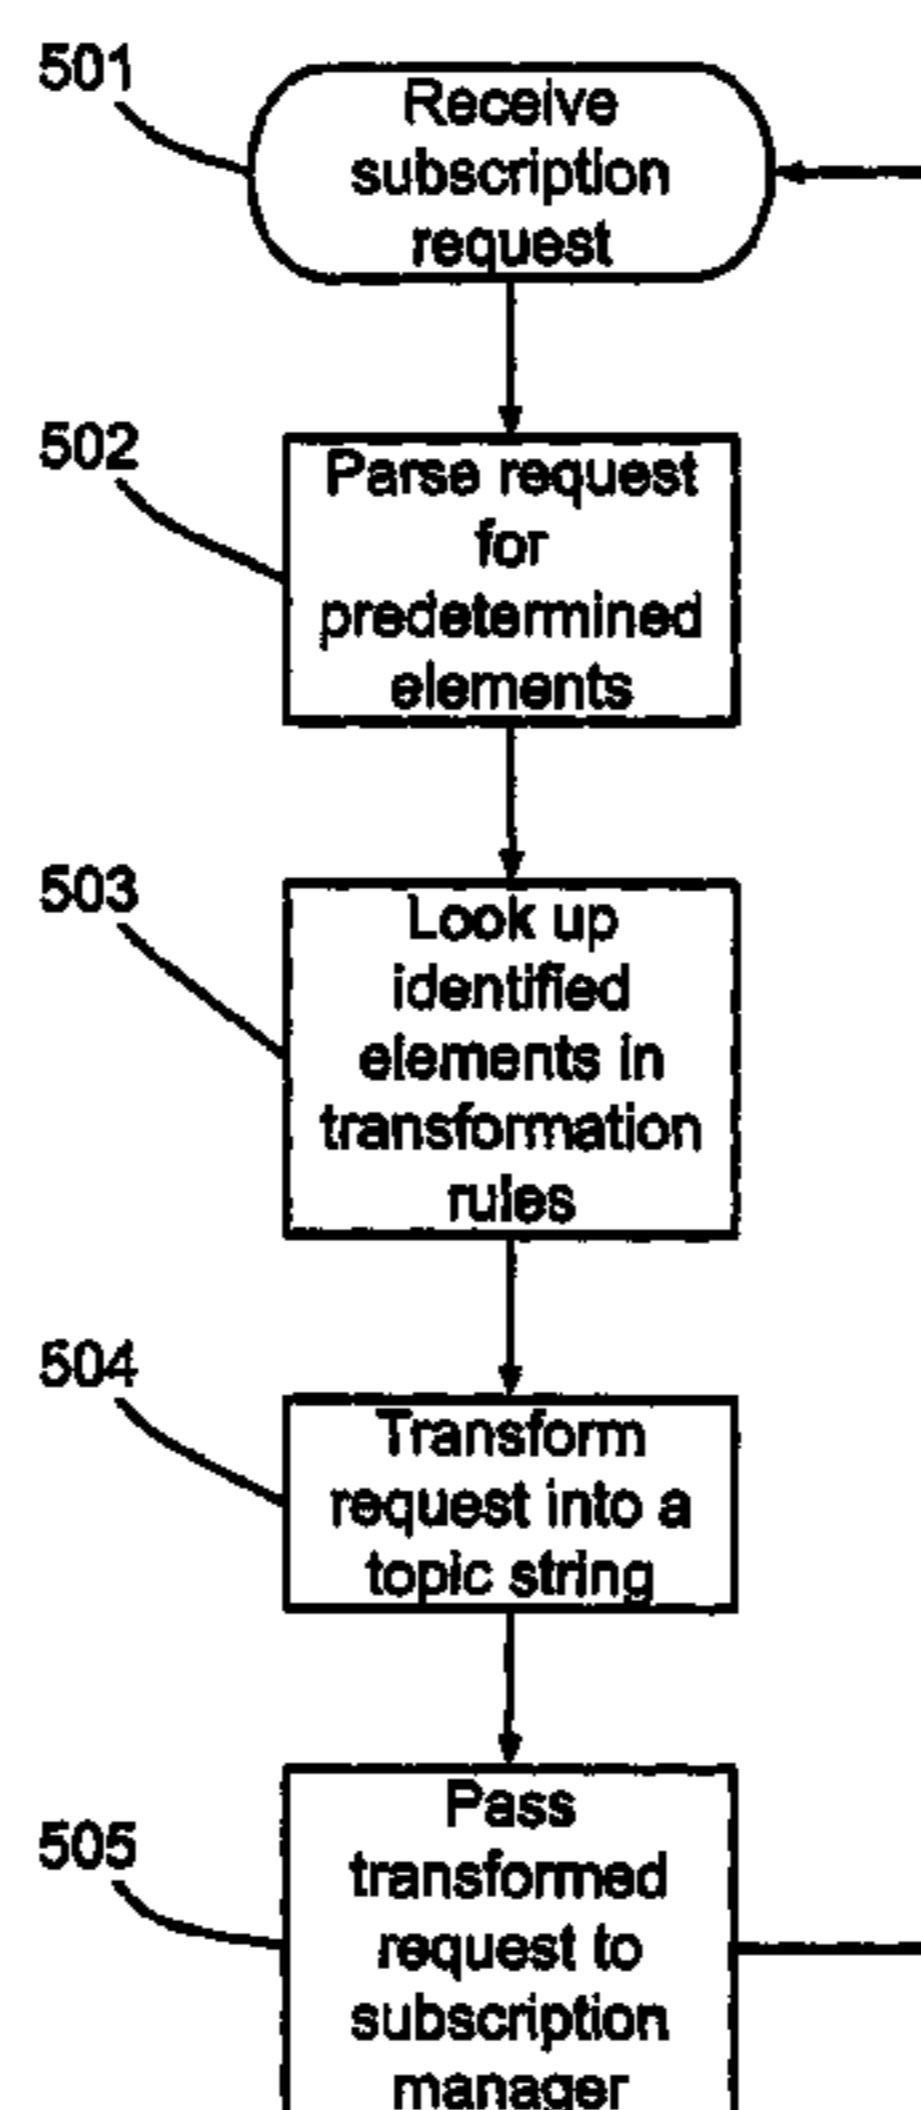 501
Receive
subscription
request
502
Parse request
for
predetermined
elements
503
Look up
identified
elements in
transformation
rules
504
Transform
request into a
topic string
505
Pass
transformed
request to
subscription
manager